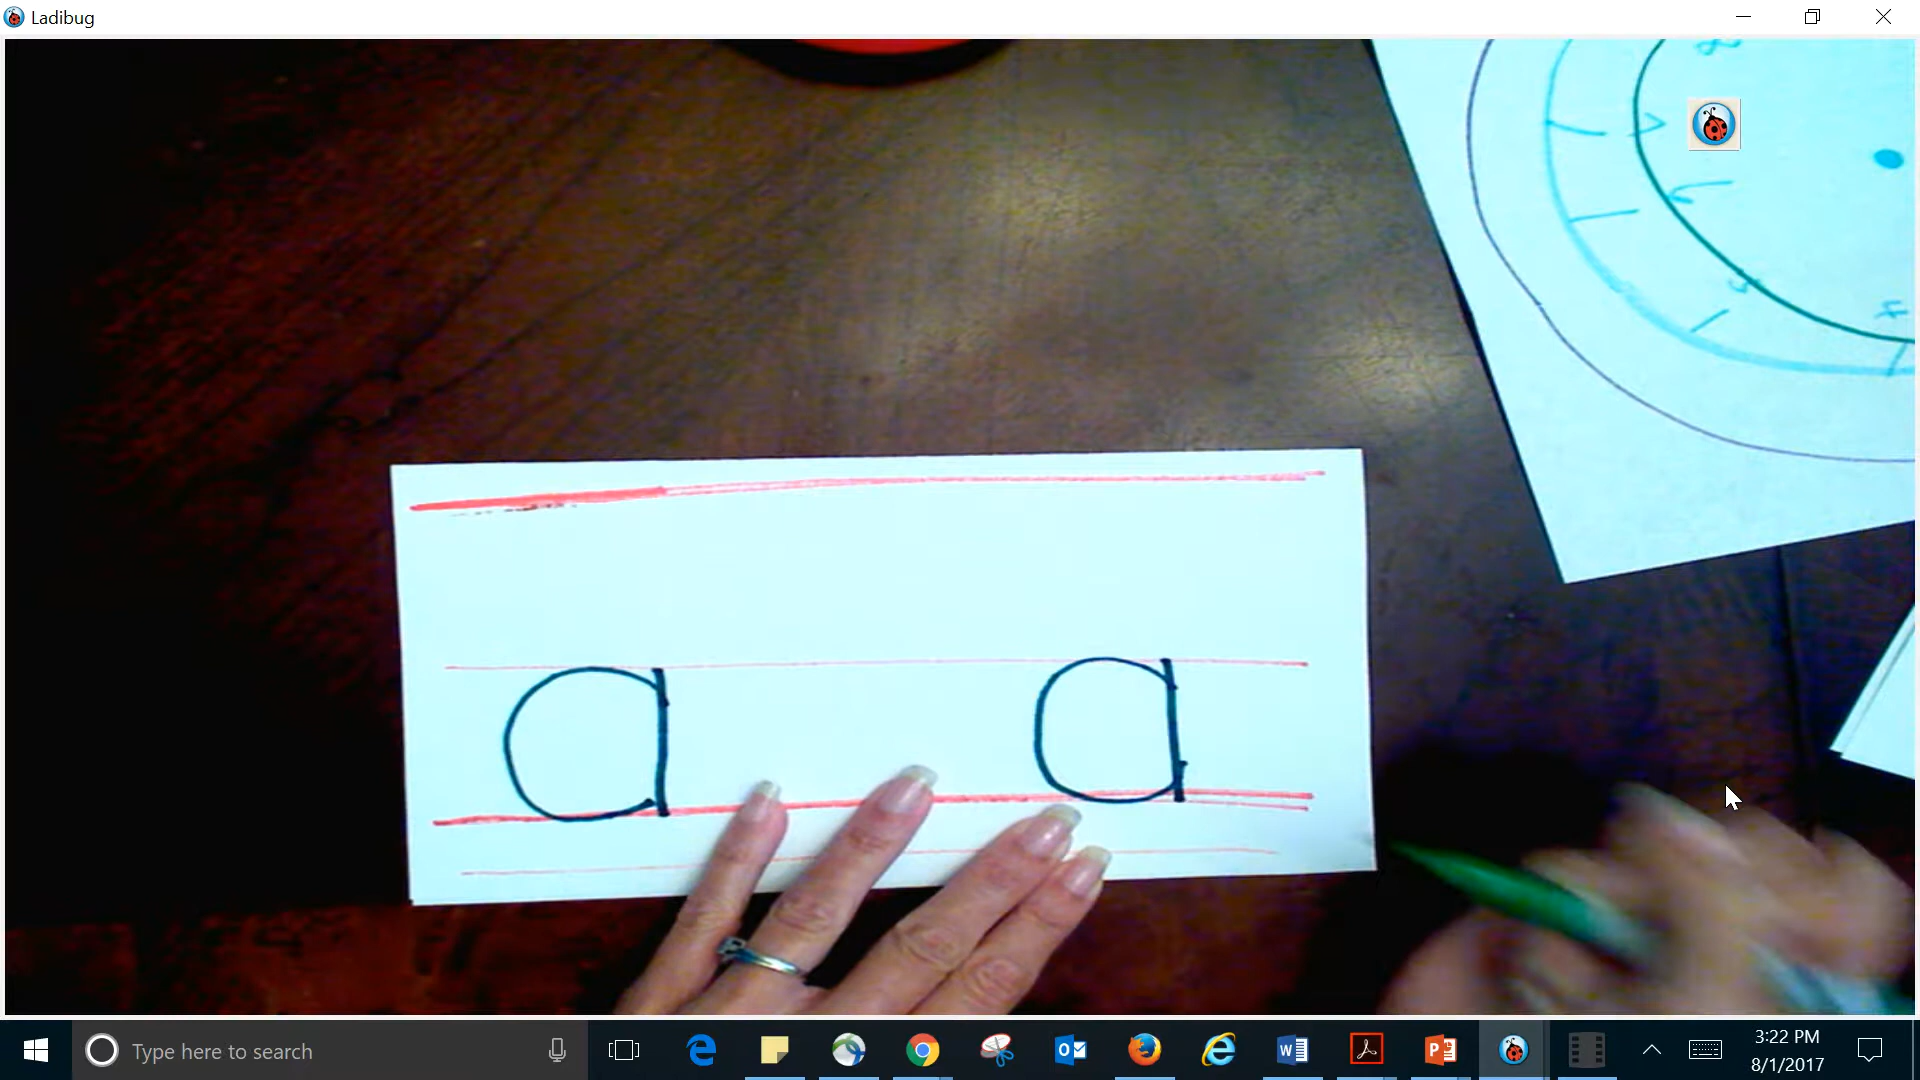 Ladibug
a a
Type here to search
3:22 PM
8/1/2017